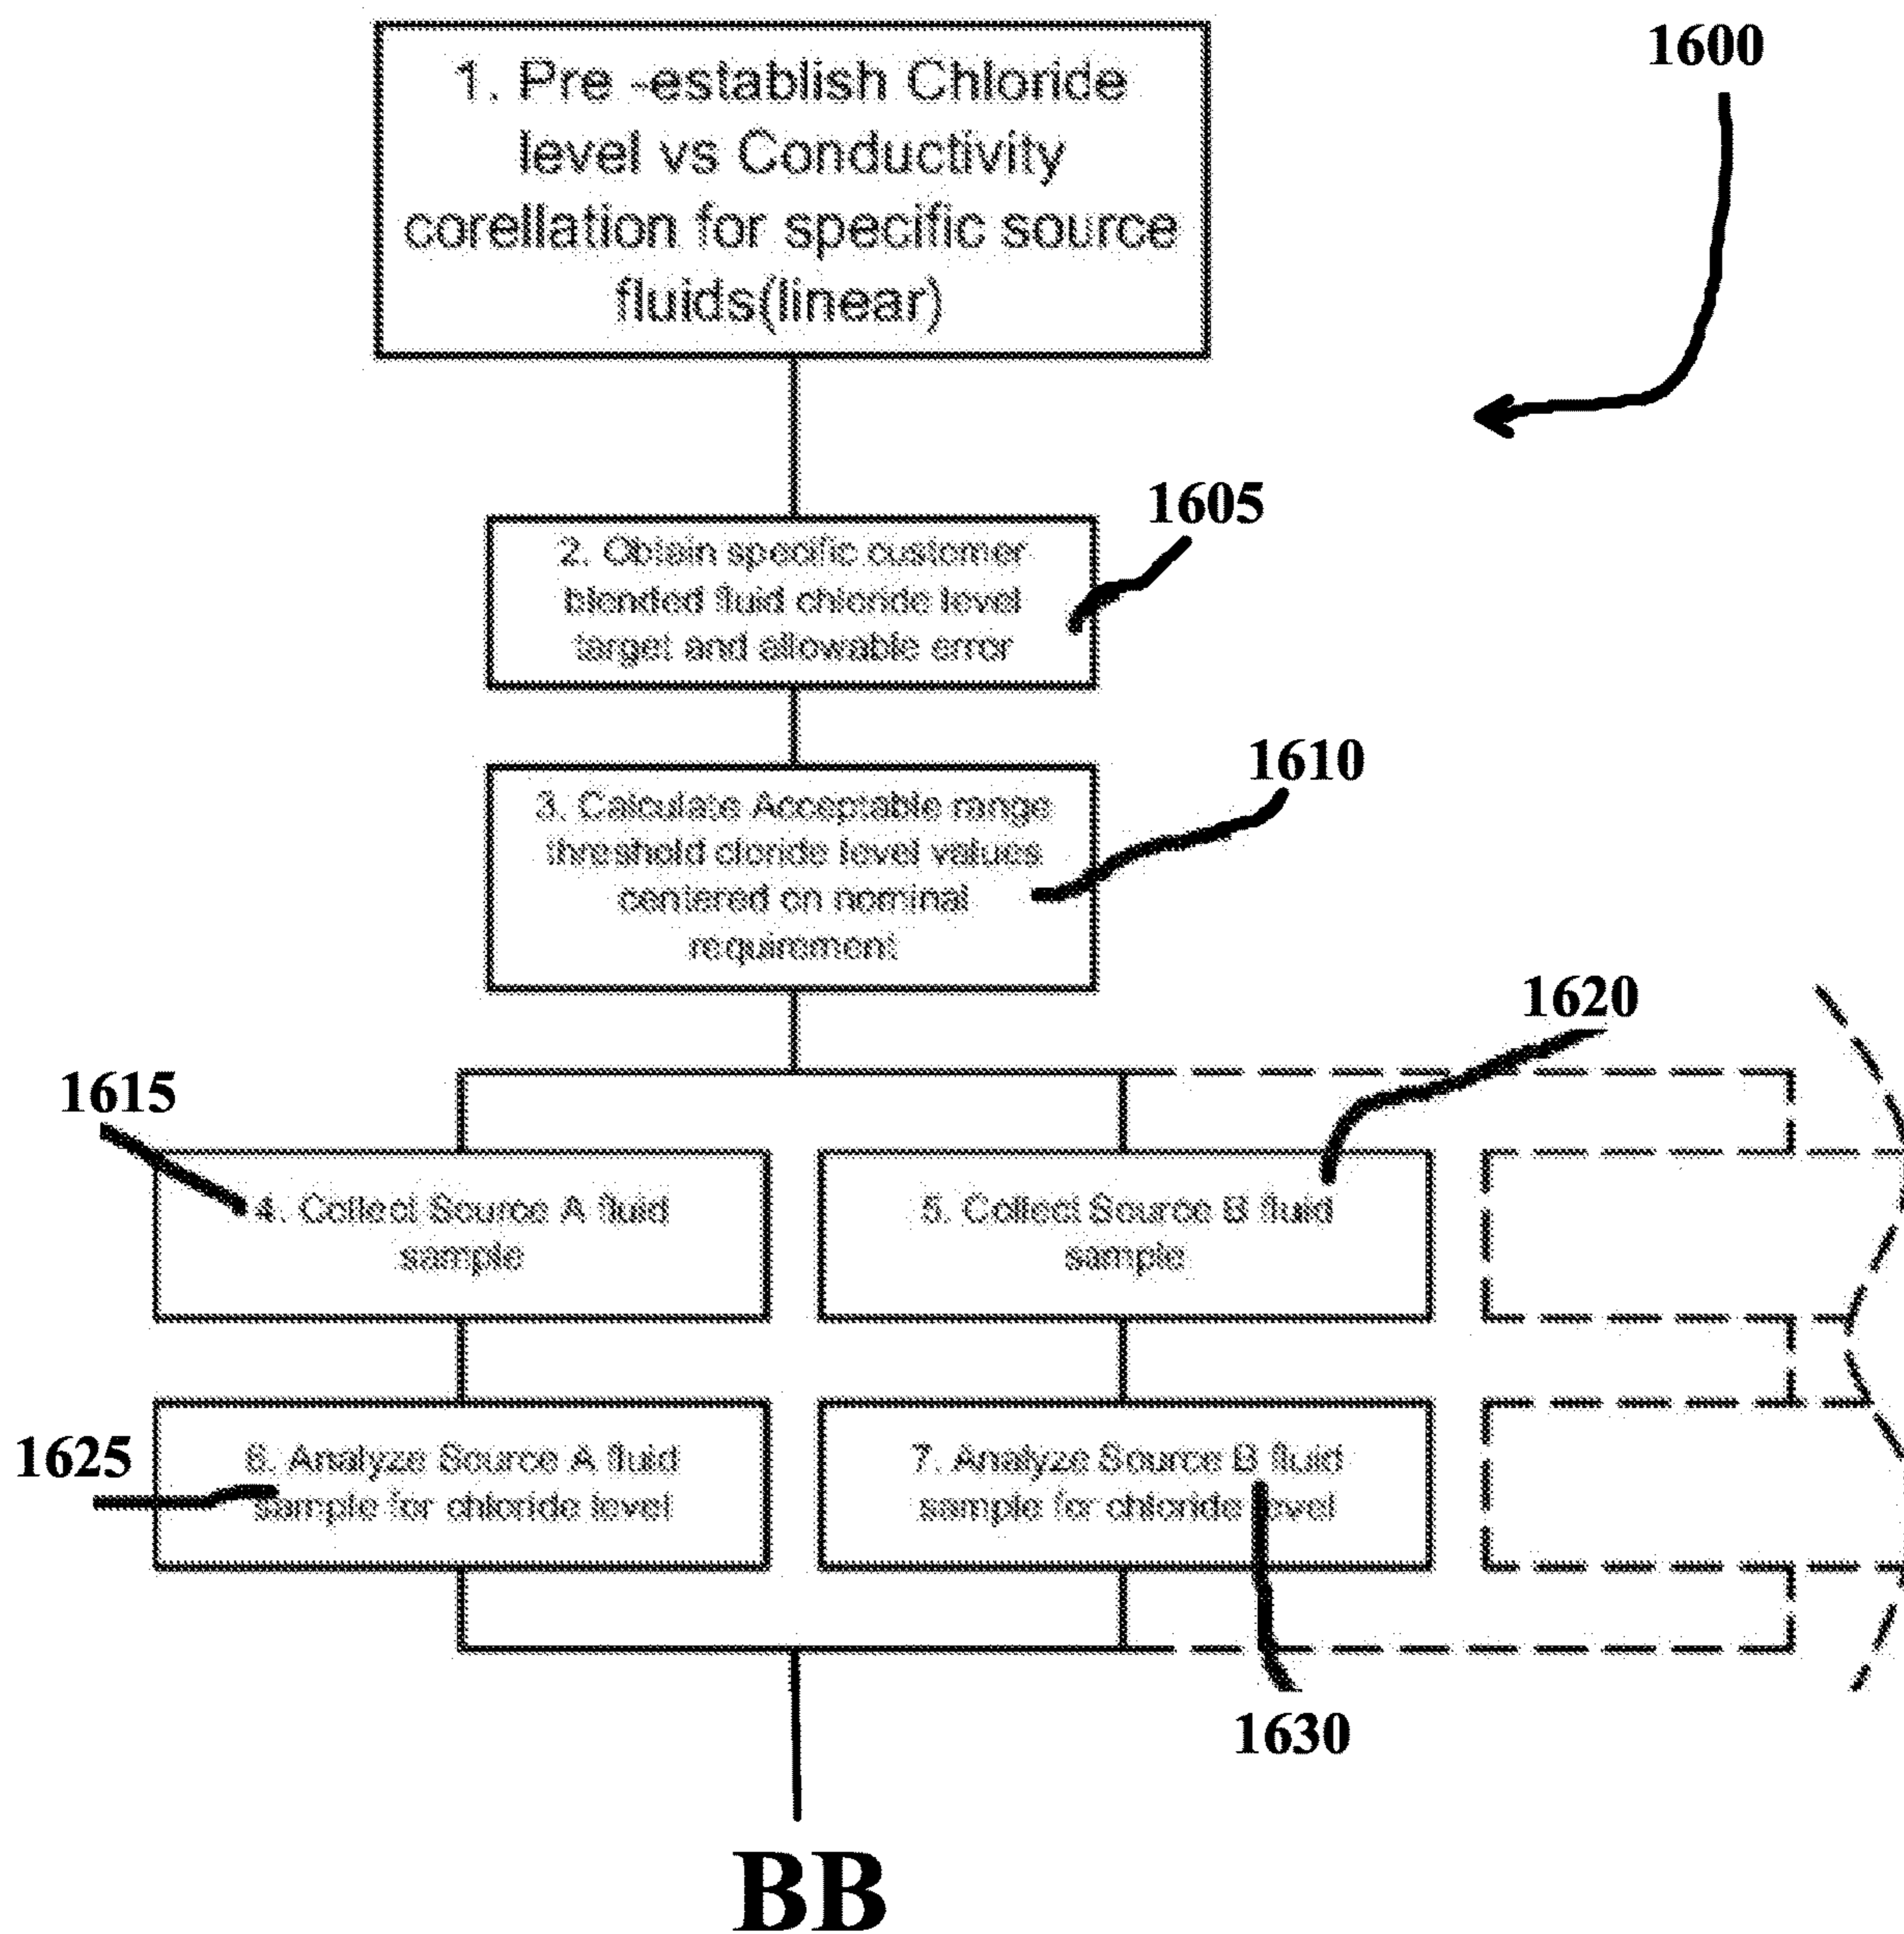 1600
1. Pre -establish Chloride
level vs Conductivity
corellation for specific source
fluids(linear)
1605
2. Obtain specific customer
blended fluid chloride level
target and allowable error
1610
3. Calculate Acceptable range
threshold cloride level values
centered on nominal
requirement
1620
1615
4. Collect Source A fluid
sample
5. Collect Source B fluid
sample
1625
6. Analyze Source A fluid
sample for chloride level
7. Analyze Source B fluid
sample for chloride level
1630
BB